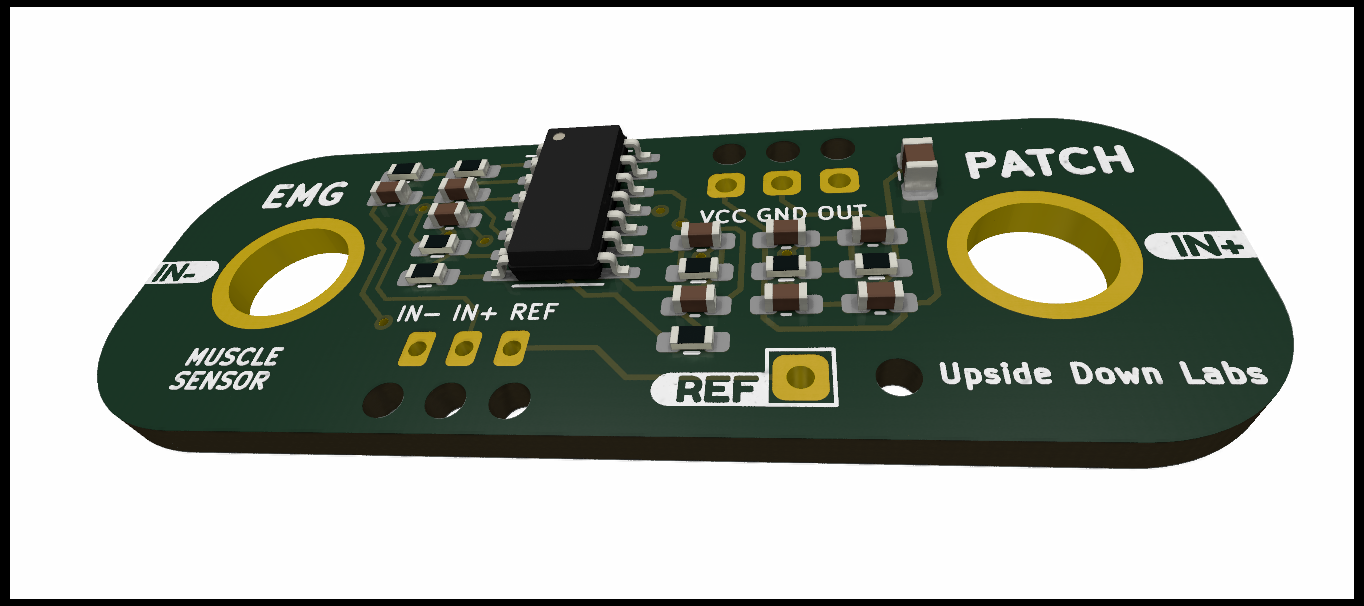 EMG
PATCH
VCC GND OUT
IN-
IN+
IN- IN+ REF
MUSCLE
SENSOR
REF
Upside Down Labs